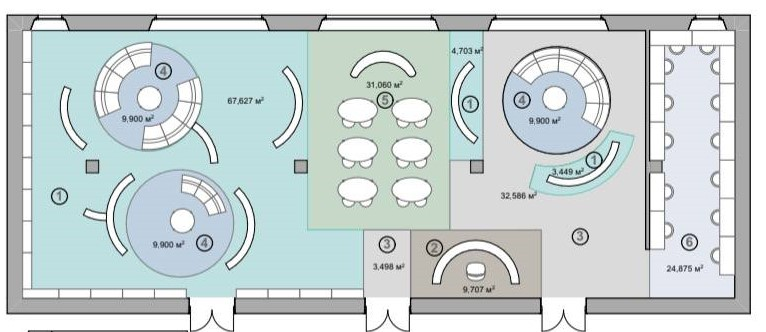 4
67,627 м²
9,900 м²
1
9,900 м²
4
31,060 м²
5
4,703 м²
1
4
9,900 м²
1
3,449 м²
32,586 м²
3
3
3,498 м²
2
9,707 м²
6
24,875 м²